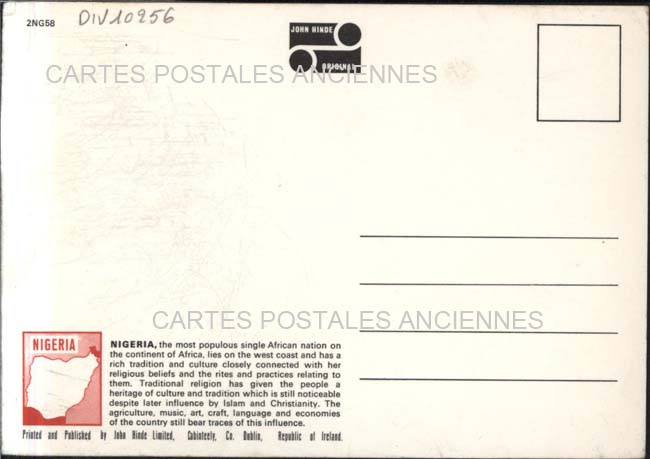 DIV10256
2NG58
JOHN HINDE
ORIGINAL
CARTES POSTALES ANCIENNES
CARTES POSTALES ANCIENNES
NIGERIA
NIGERIA, the most populous single African nation on
the continent of Africa, lies on the west coast and has a
rich tradition and culture closely connected with her
religious beliefs and the rites and practices relating to
them. Traditional religion has given the people a
heritage of culture and tradition which is still noticeable
despite later influence by Islam and Christianity. The
agriculture, music, art, craft, language and economies
of the country still bear traces of this influence.
Printed and Published by John Hinde Limited, Cabinteely, Co. Dublin, Republic of Ireland.